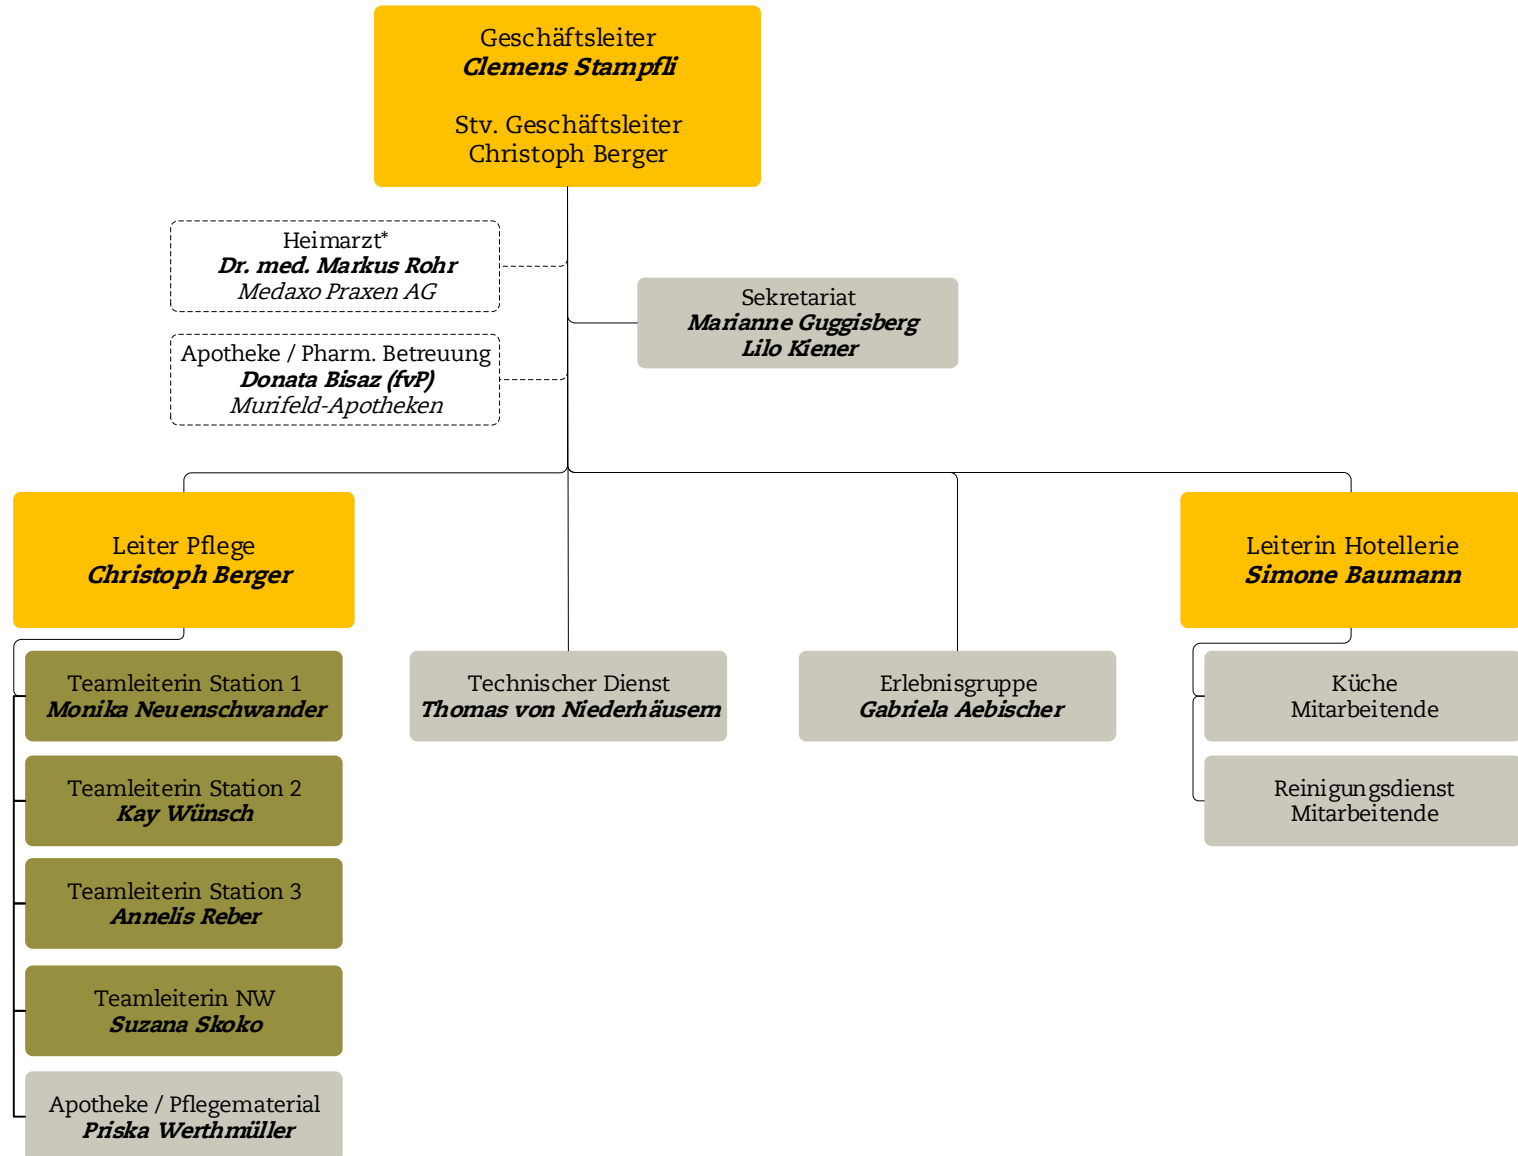 Geschäftsleiter
Clemens Stampfli
Stv. Geschäftsleiter
Christoph Berger
Heimarzt*
Dr. med. Markus Rohr
Medaxo Praxen AG
Sekretariat
Marianne Guggisberg
Lilo Kiener
Apotheke / Pharm. Betreuung
Donata Bisaz (fvP)
Murifeld-Apotheken
Leiter Pflege
Christoph Berger
Leiterin Hotellerie
Simone Baumann
Teamleiterin Station 1
Monika Neuenschwander
Technischer Dienst
Thomas von Niederhäusern
Erlebnisgruppe
Gabriela Aebischer
Küche
Mitarbeitende
Teamleiterin Station 2
Kay Wünsch
Reinigungsdienst
Mitarbeitende
Teamleiterin Station 3
Annelis Reber
Teamleiterin NW
Suzana Skoko
Apotheke / Pflegematerial
Priska Werthmüller